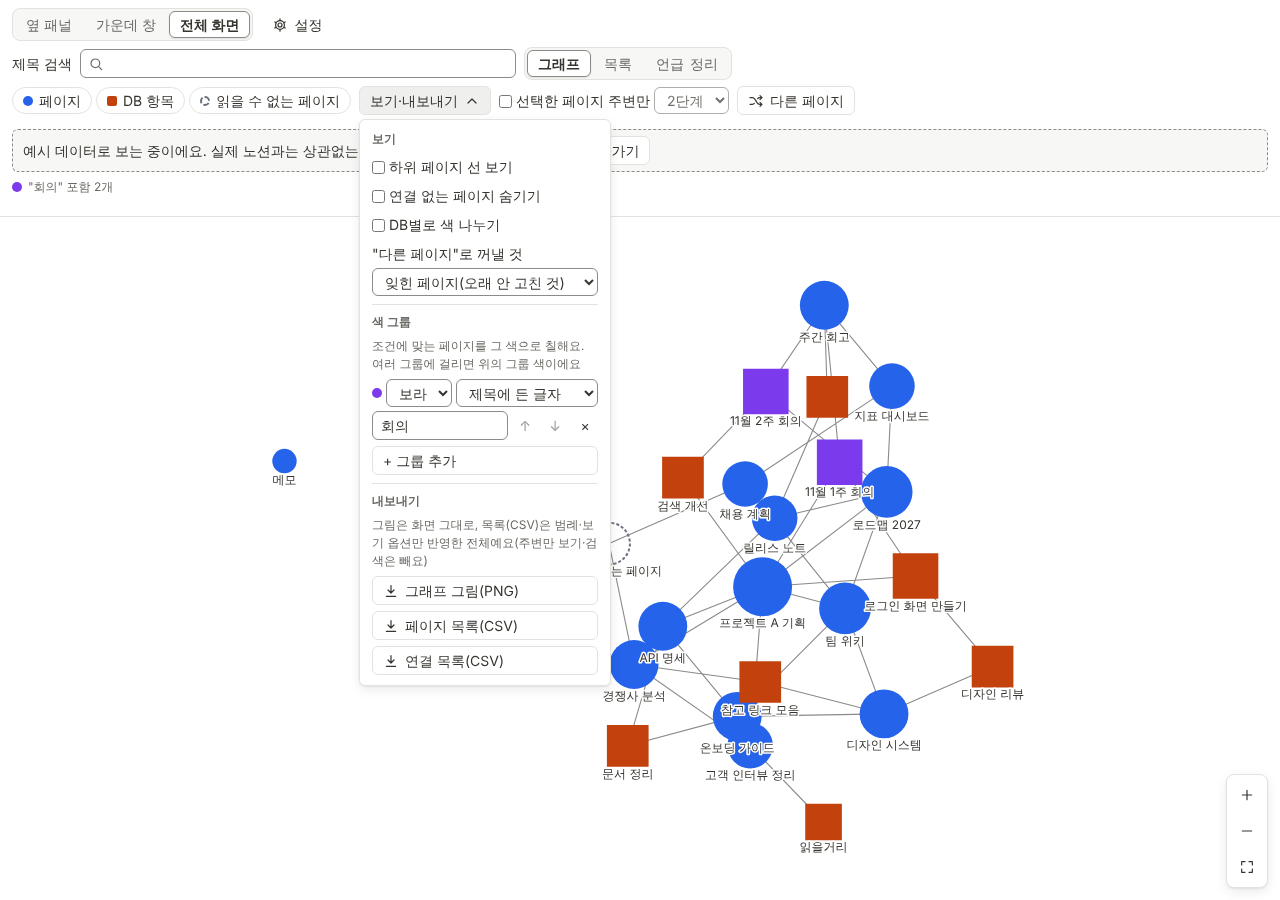 옆 패널
가운데 창
전체 화면
설정
제목 검색
그래프
목록
언급 정리
페이지
DB 항목
읽을 수 없는 페이지
보기·내보내기
선택한 페이지 주변만
2단계
다른 페이지
예시 데이터로 보는 중이에요. 실제 노션과는 상관없는
가기
"회의" 포함 2개
보기
하위 페이지 선 보기
연결 없는 페이지 숨기기
DB별로 색 나누기
"다른 페이지"로 꺼낼 것
잊힌 페이지(오래 안 고친 것)
색 그룹
조건에 맞는 페이지를 그 색으로 칠해요.
여러 그룹에 걸리면 위의 그룹 색이에요
보라
제목에 든 글자
회의
+ 그룹 추가
내보내기
그림은 화면 그대로, 목록(CSV)은 범례·보
기 옵션만 반영한 전체예요(주변만 보기·검
색은 빼요)
그래프 그림(PNG)
페이지 목록(CSV)
연결 목록(CSV)
메모
주간 회고
11월 2주 회의
지표 대시보드
검색 개선
채용 계획
11월 1주 회의
로드맵 2027
릴리스 노트
는 페이지
프로젝트 A 기획
로그인 화면 만들기
팀 위키
API 명세
경쟁사 분석
디자인 리뷰
참고 링크 모음
온보딩 가이드
디자인 시스템
문서 정리
고객 인터뷰 정리
읽을거리